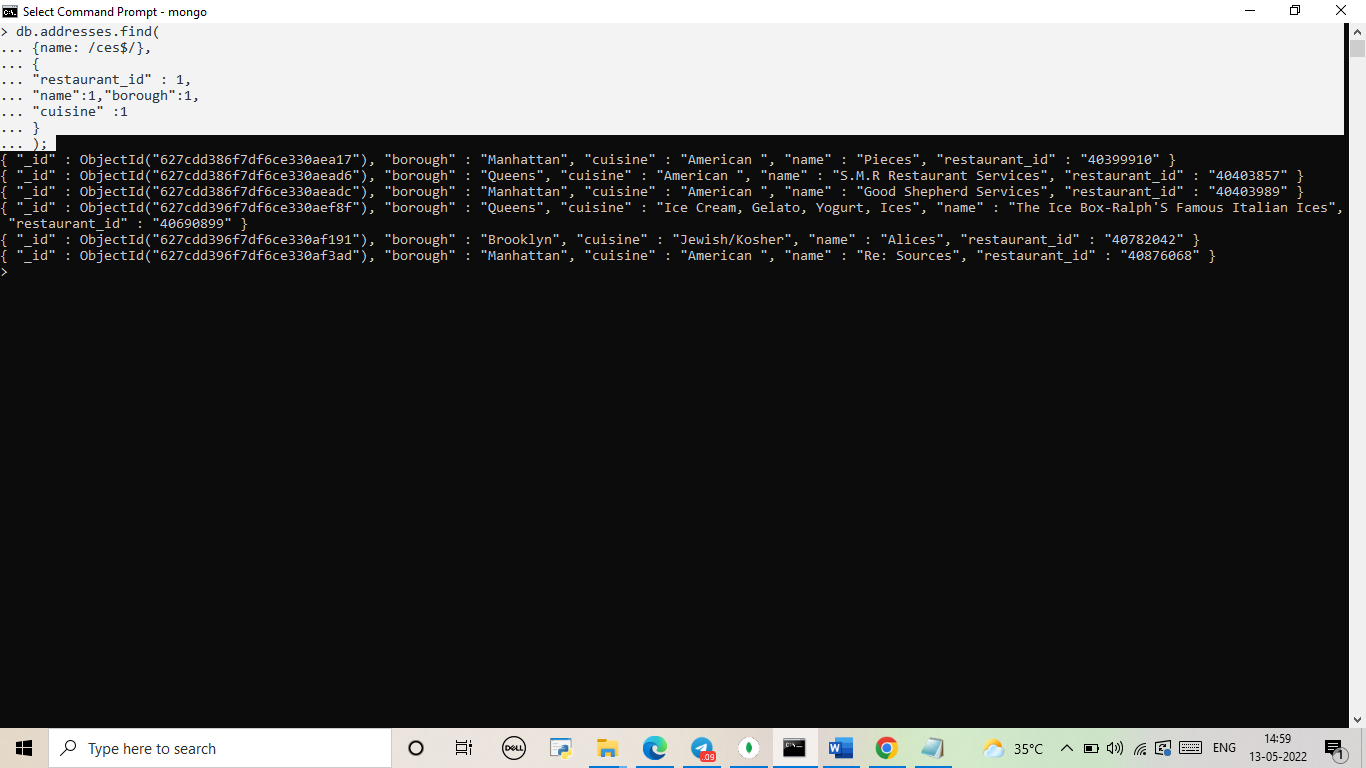 Select Command Prompt - mongo
> db.addresses.find(
... {name: /ces$/},
... {
... "restaurant_id" : 1,
... "name":1,"borough":1,
... "cuisine" :1
... }
... );
{ "_id" : ObjectId("627cdd386f7df6ce330aea17"), "borough" : "Manhattan", "cuisine" : "American ", "name" : "Pieces", "restaurant_id" : "40399910" }
{ "_id" : ObjectId("627cdd386f7df6ce330aead6"), "borough" : "Queens", "cuisine" : "American ", "name" : "S.M.R Restaurant Services", "restaurant_id" : "40403857" }
{ "_id" : ObjectId("627cdd386f7df6ce330aeadc"), "borough" : "Manhattan", "cuisine" : "American ", "name" : "Good Shepherd Services", "restaurant_id" : "40403989" }
{ "_id" : ObjectId("627cdd396f7df6ce330aef8f"), "borough" : "Queens", "cuisine" : "Ice Cream, Gelato, Yogurt, Ices", "name" : "The Ice Box-Ralph'S Famous Italian Ices",
"restaurant_id" : "40690899" }
{ "_id" : ObjectId("627cdd396f7df6ce330af191"), "borough" : "Brooklyn", "cuisine" : "Jewish/Kosher", "name" : "Alices", "restaurant_id" : "40782042" }
{ "_id" : ObjectId("627cdd396f7df6ce330af3ad"), "borough" : "Manhattan", "cuisine" : "American ", "name" : "Re: Sources", "restaurant_id" : "40876068" }
>
Type here to search
DELL
.09
35°C
ENG
14:59
13-05-2022
1